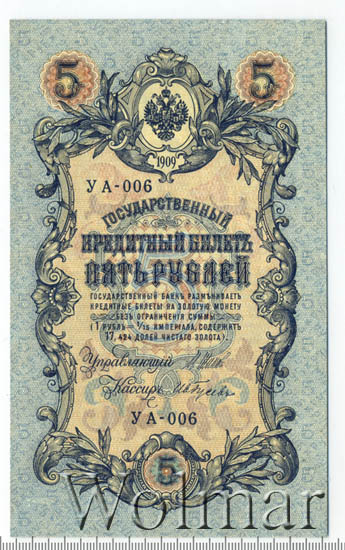 5 5
1909
УА-006
ГОСУДАРСТВЕННЫЙ
КРЕДИТНЫЙ БИЛЕТЪ
ПЯТЬ РУБЛЕЙ
ГОСУДАРСТВЕННЫЙ БАНКЪ РАЗМѢНИВАЕТЪ
КРЕДИТНЫЕ БИЛЕТЫ НА ЗОЛОТУЮ МОНЕТУ
БЕЗЪ ОГРАНИЧЕНІЯ СУММЫ
(1 РУБЛЬ = 1/15 ИМПЕРІАЛА, СОДЕРЖИТЪ
17,424 ДОЛЕЙ ЧИСТАГО ЗОЛОТА).
Управляющій
Кассиръ
УА-006
5
Wolmar